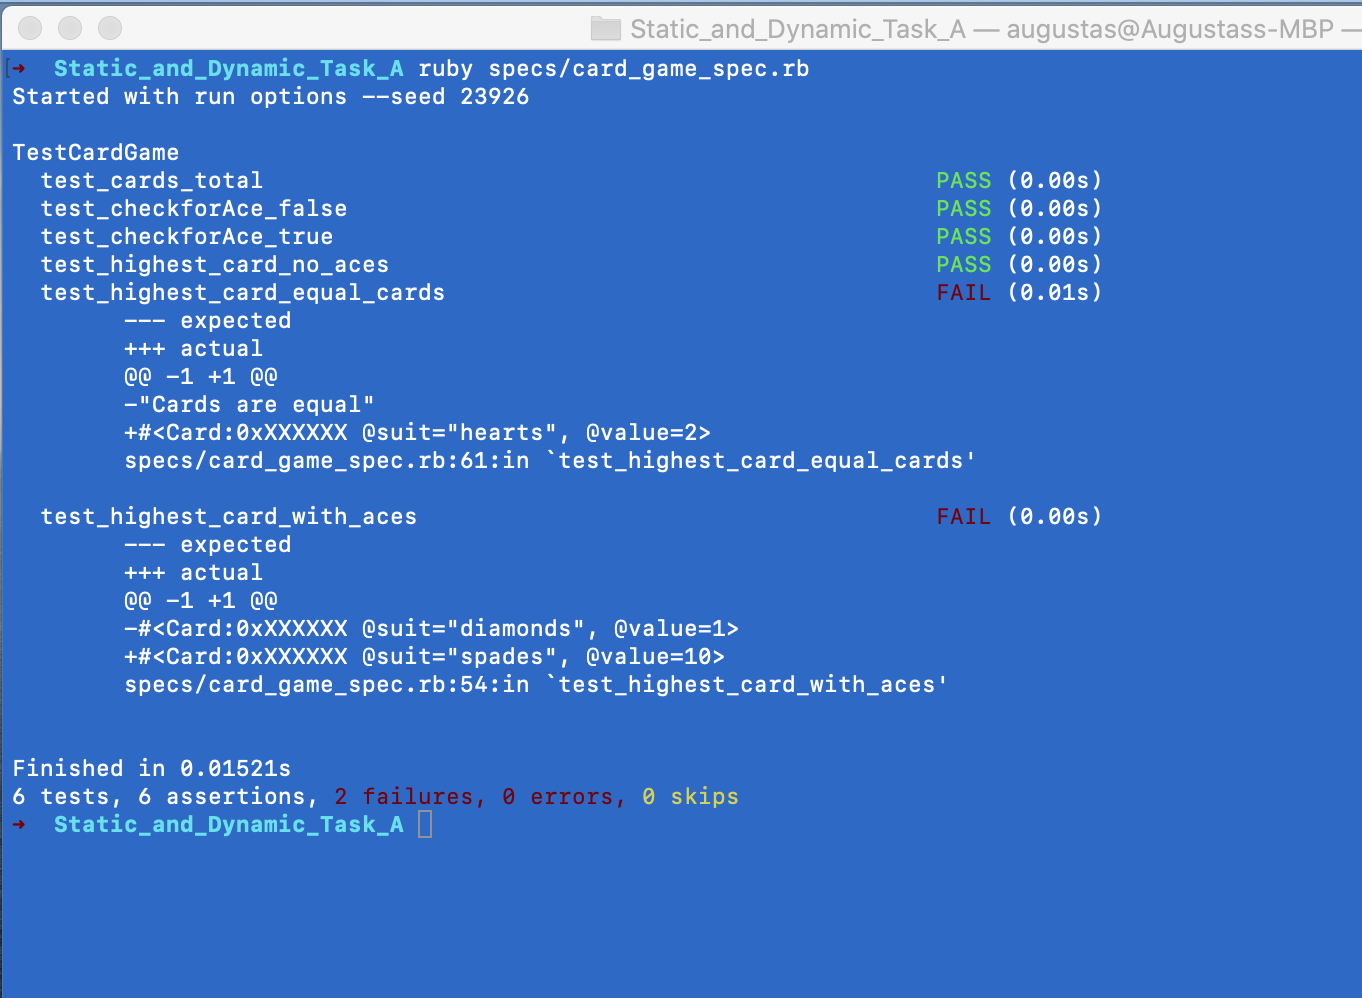 Static_and_Dynamic_Task_A — augustas@Augustass-MBP —
[➜  Static_and_Dynamic_Task_A ruby specs/card_game_spec.rb
Started with run options --seed 23926
TestCardGame
test_cards_total PASS (0.00s)
test_checkforAce_false PASS (0.00s)
test_checkforAce_true PASS (0.00s)
test_highest_card_no_aces PASS (0.00s)
test_highest_card_equal_cards FAIL (0.01s)
--- expected
+++ actual
@@ -1 +1 @@
-"Cards are equal"
+#<Card:0xXXXXXX @suit="hearts", @value=2>
specs/card_game_spec.rb:61:in `test_highest_card_equal_cards'
test_highest_card_with_aces FAIL (0.00s)
--- expected
+++ actual
@@ -1 +1 @@
-#<Card:0xXXXXXX @suit="diamonds", @value=1>
+#<Card:0xXXXXXX @suit="spades", @value=10>
specs/card_game_spec.rb:54:in `test_highest_card_with_aces'
Finished in 0.01521s
6 tests, 6 assertions, 2 failures, 0 errors, 0 skips
➜  Static_and_Dynamic_Task_A